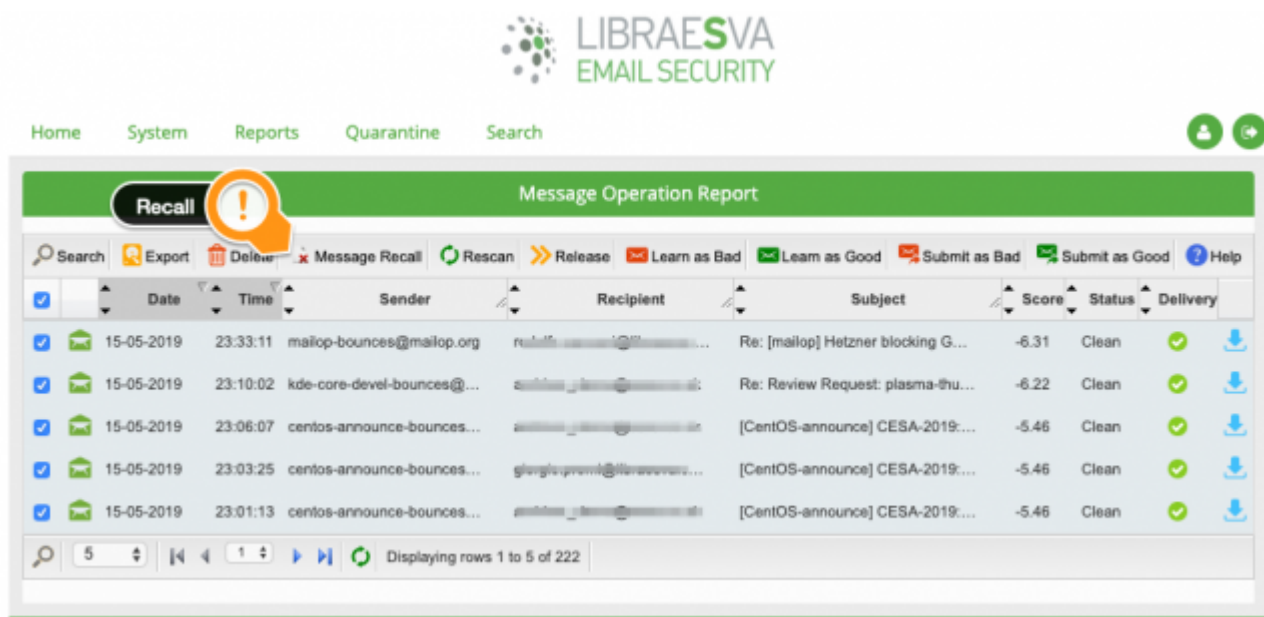 LIBRAESVA
EMAIL SECURITY
Home System Reports Quarantine Search
Message Operation Report
Recall !
Search Export Delete Message Recall Rescan Release Learn as Bad Learn as Good Submit as Bad Submit as Good ? Help
Date Time Sender Recipient Subject Score Status Delivery
15-05-2019 23:33:11 mailop-bounces@mailop.org Re: [mailop] Hetzner blocking G... -6.31 Clean
15-05-2019 23:10:02 kde-core-devel-bounces@... Re: Review Request: plasma-thu... -6.22 Clean
15-05-2019 23:06:07 centos-announce-bounces... [CentOS-announce] CESA-2019:... -5.46 Clean
15-05-2019 23:03:25 centos-announce-bounces... [CentOS-announce] CESA-2019:... -5.46 Clean
15-05-2019 23:01:13 centos-announce-bounces... [CentOS-announce] CESA-2019:... -5.46 Clean
5 1 Displaying rows 1 to 5 of 222